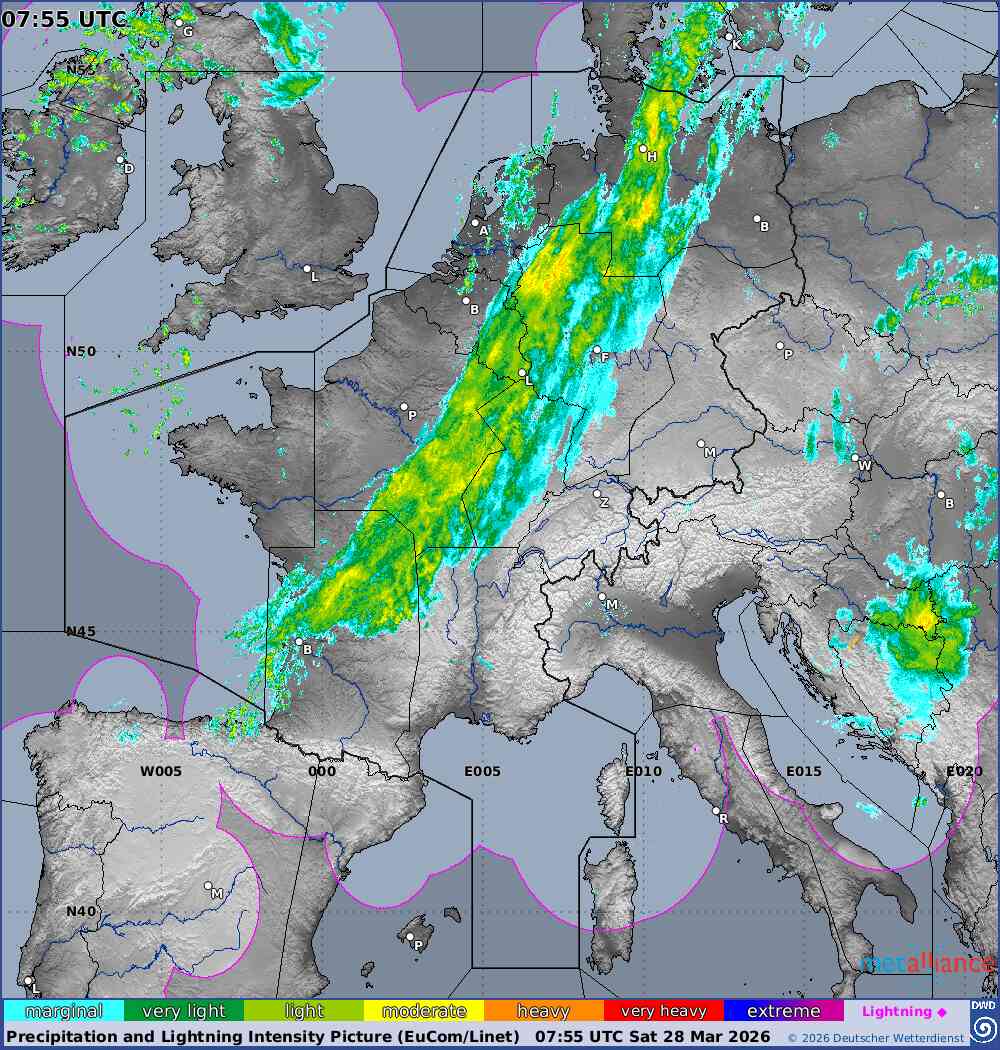 07:55 UTC
G
K
N55
D
H
A
B
L
B
N50
P
F
L
P
M
W
Z
B
M
N45
B
W005
000
E005
E010
E015
E020
R
M
N40
P
L
metalliance
marginal very light light moderate heavy very heavy extreme Lightning ◆
DWD
Precipitation and Lightning Intensity Picture (EuCom/Linet) 07:55 UTC Sat 28 Mar 2026 © 2026 Deutscher Wetterdienst